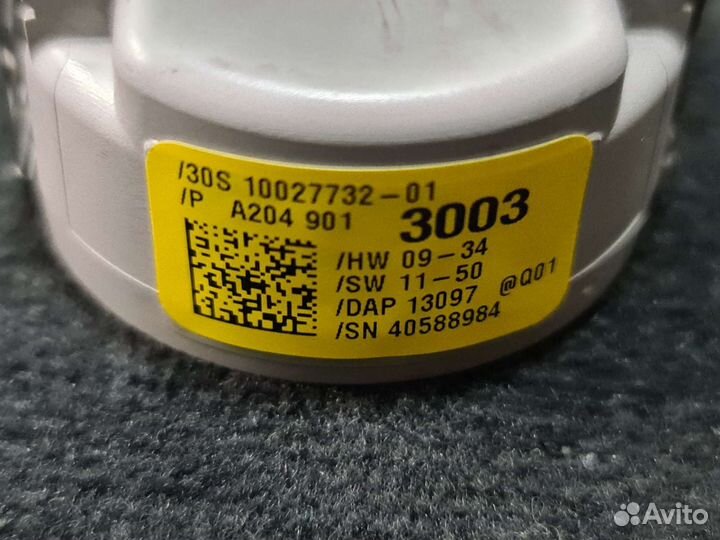 /30S 10027732-01
/P A204 901 3003
/HW 09-34
/SW 11-50
/DAP 13097 @Q01
/SN 40588984
Avito